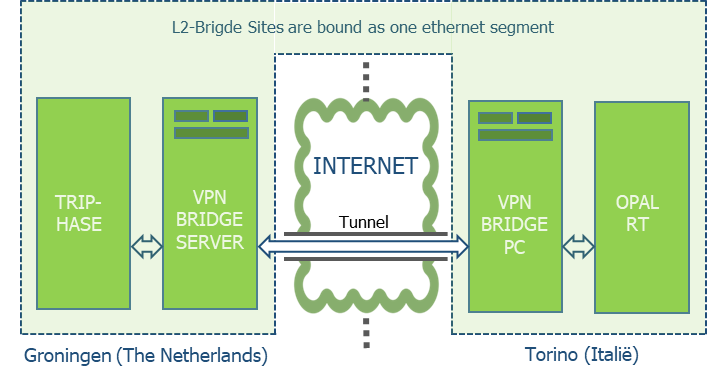 L2-Brigde Sites are bound as one ethernet segment
INTERNET
TRIP-
HASE
VPN
BRIDGE
SERVER
Tunnel
VPN
BRIDGE
PC
OPAL
RT
Groningen (The Netherlands)
Torino (Italië)